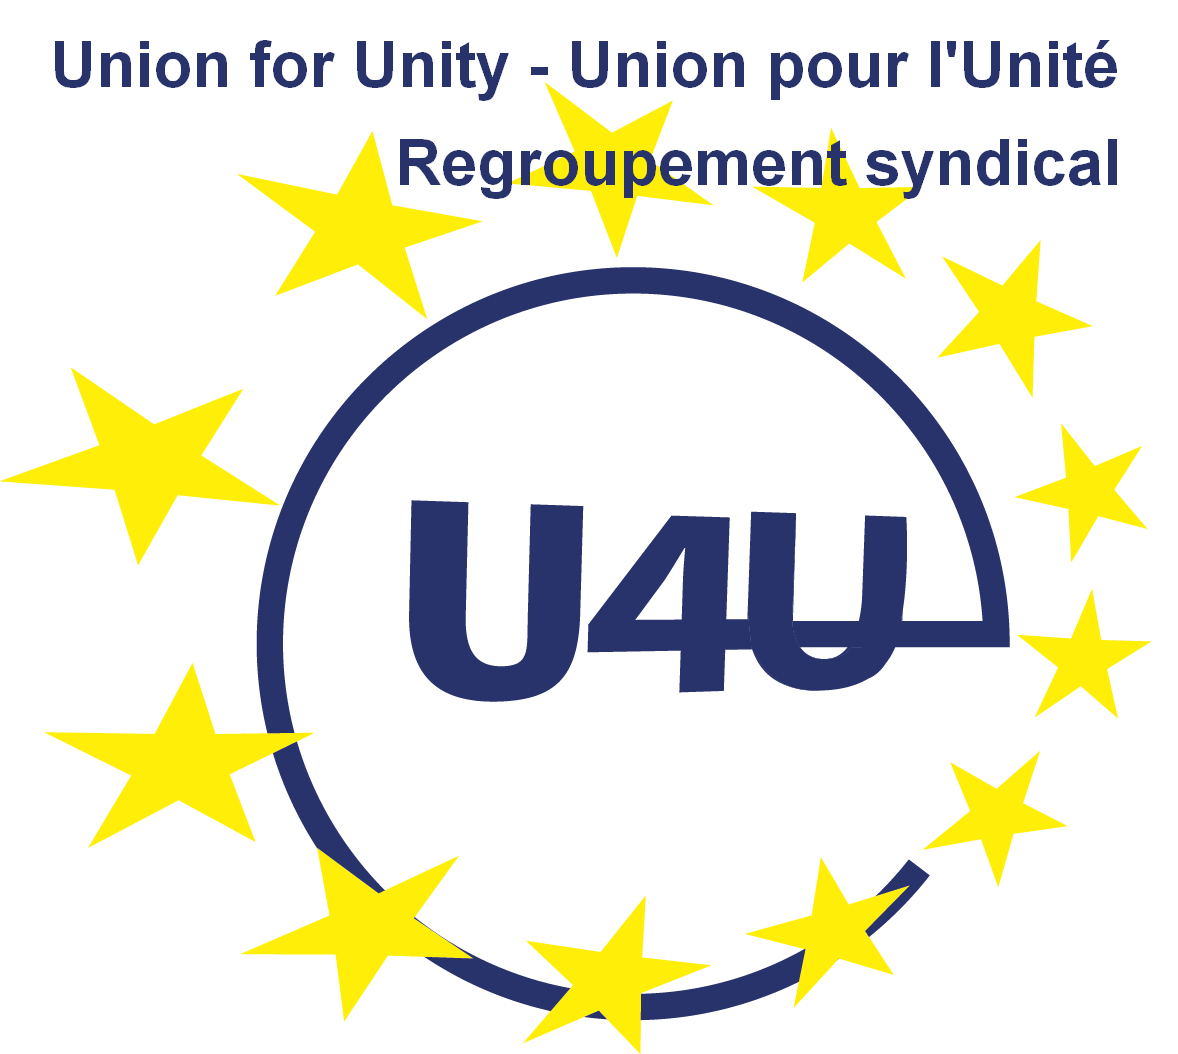 Union for Unity - Union pour l'Unité
Regroupement syndical
U4U